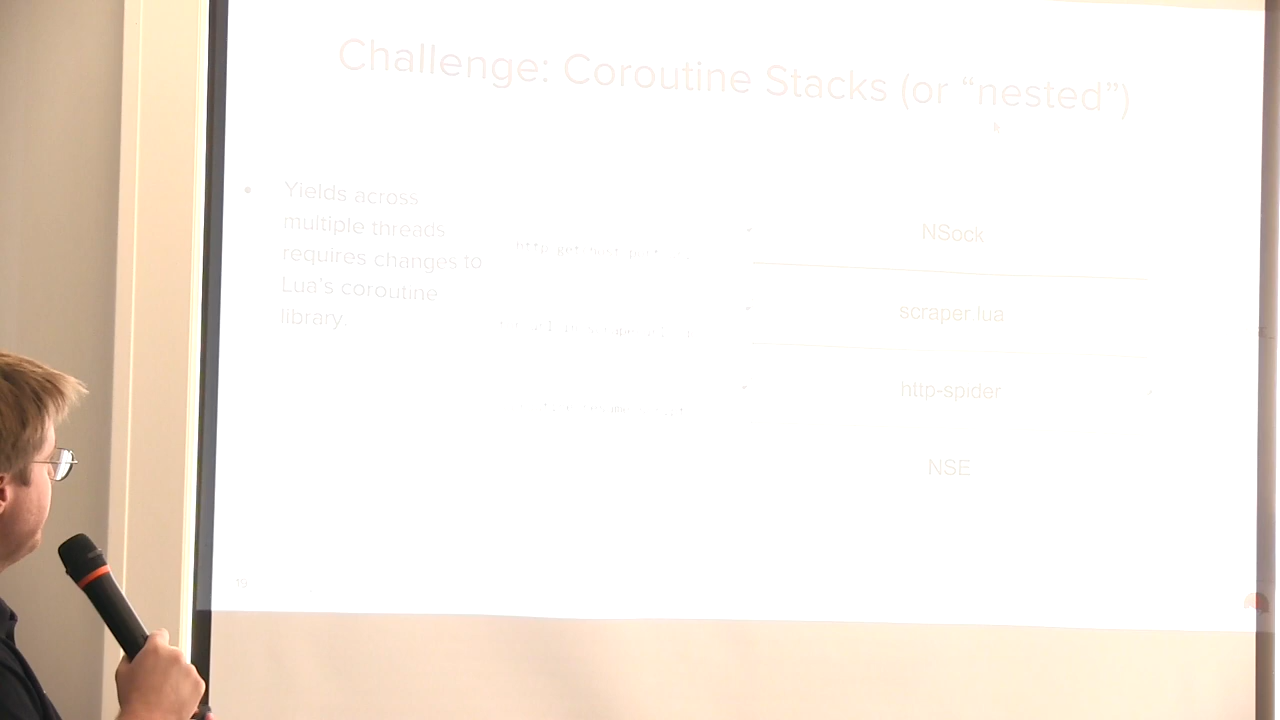 Challenge: Coroutine Stacks (or “nested”)
Yields across
multiple threads
requires changes to
Lua's coroutine
library.
NSock
scraper lua
http-spider
NSE
19